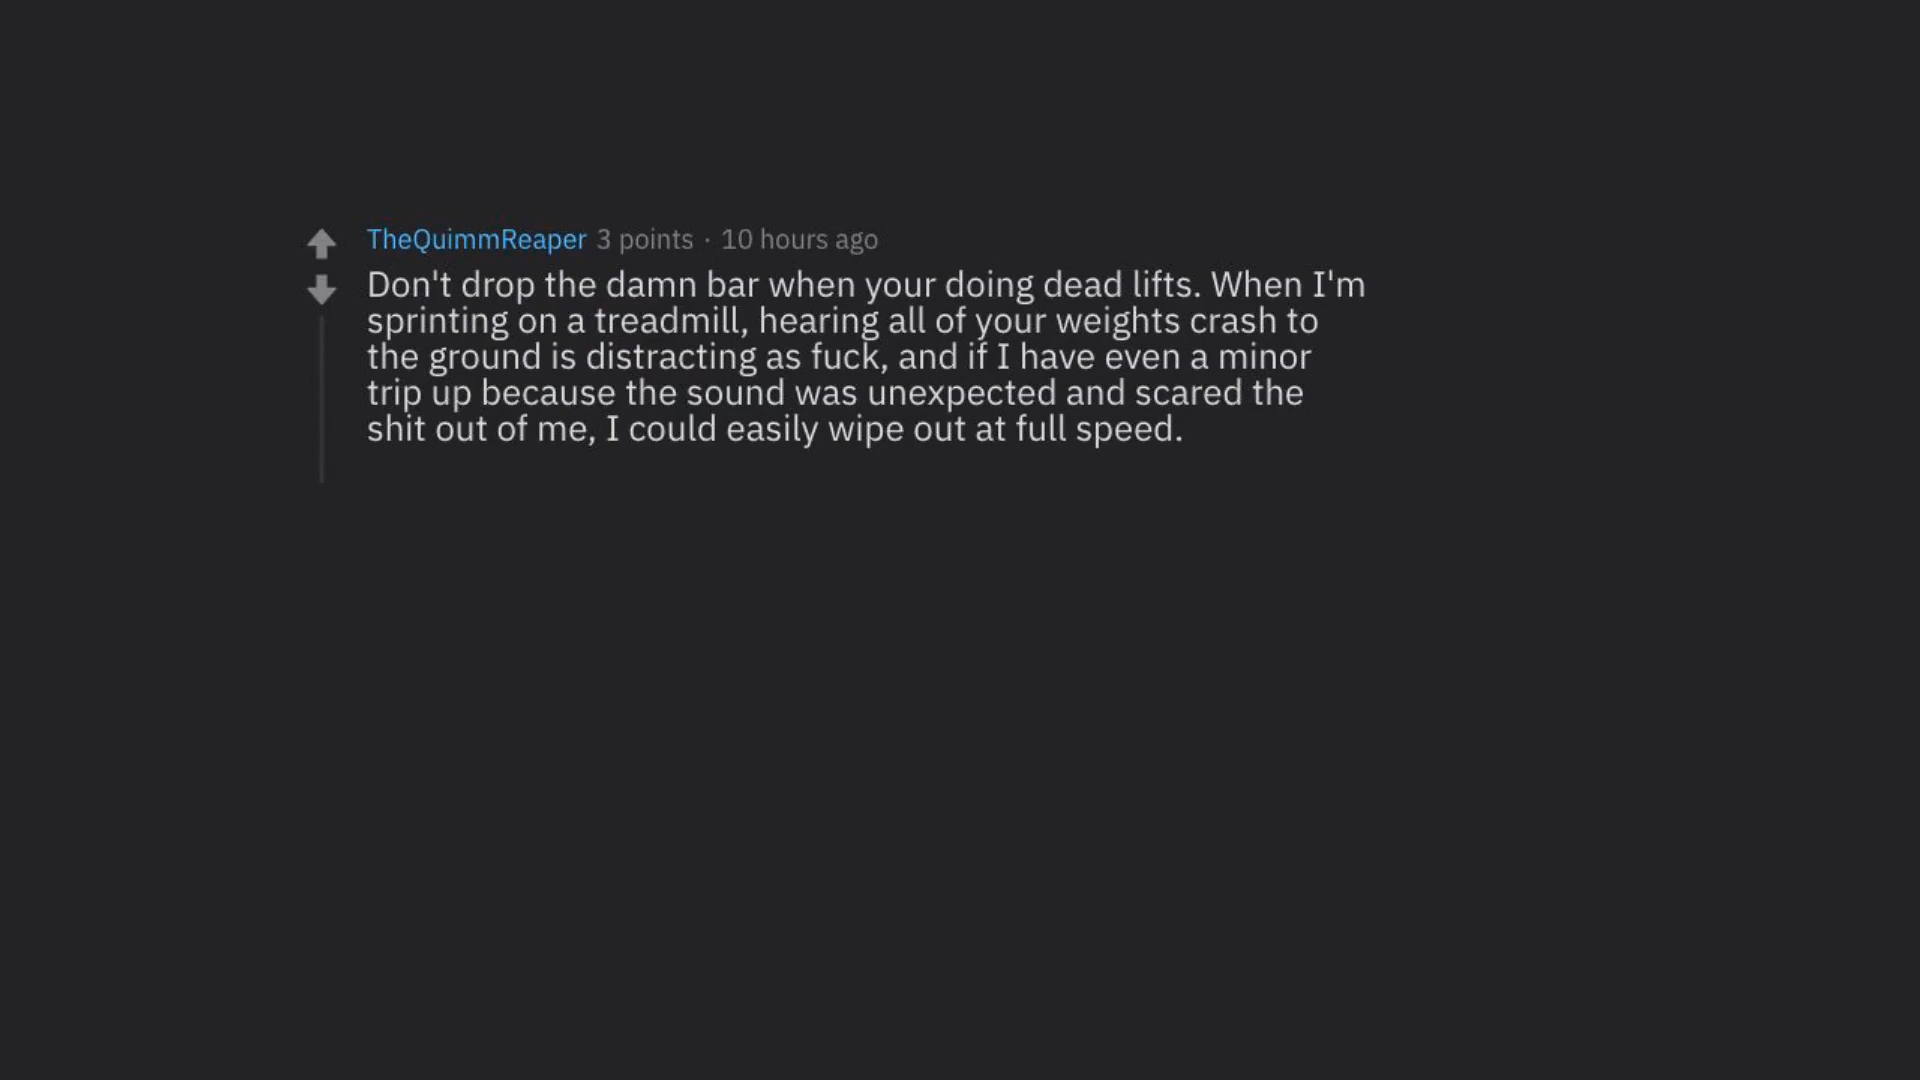 TheQuimmReaper 3 points · 10 hours ago
Don't drop the damn bar when your doing dead lifts. When I'm
sprinting on a treadmill, hearing all of your weights crash to
the ground is distracting as fuck, and if I have even a minor
trip up because the sound was unexpected and scared the
shit out of me, I could easily wipe out at full speed.